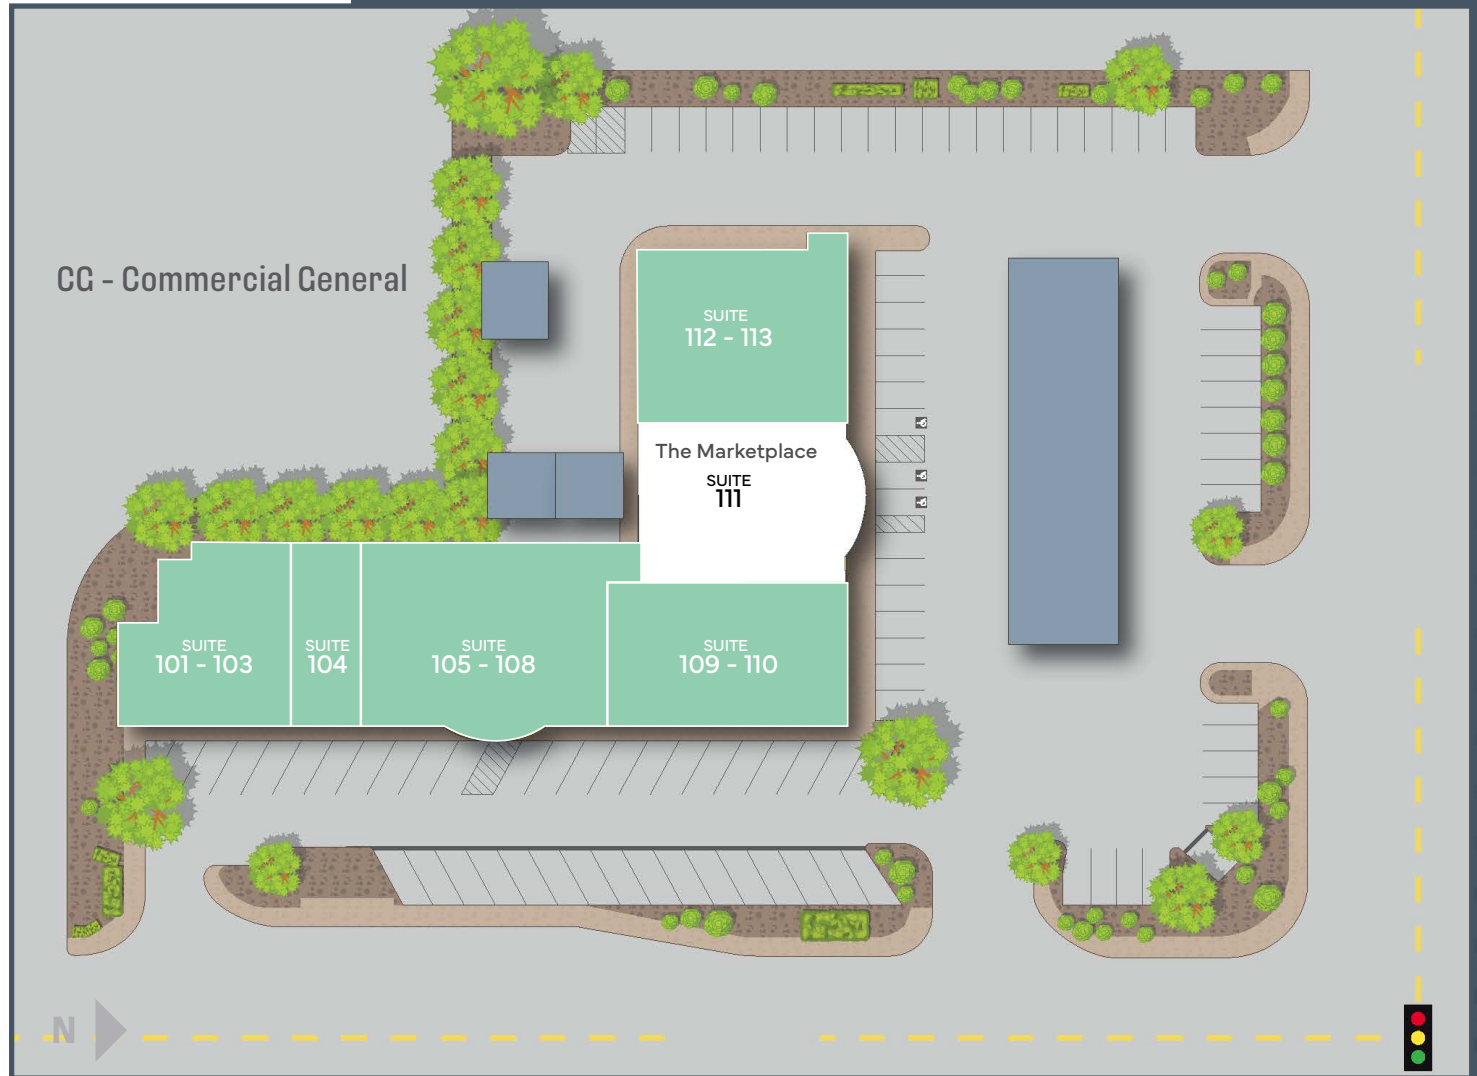 CG - Commercial General
SUITE
112 - 113
The Marketplace
SUITE
111
SUITE
101 - 103
SUITE
104
SUITE
105 - 108
SUITE
109 - 110
N